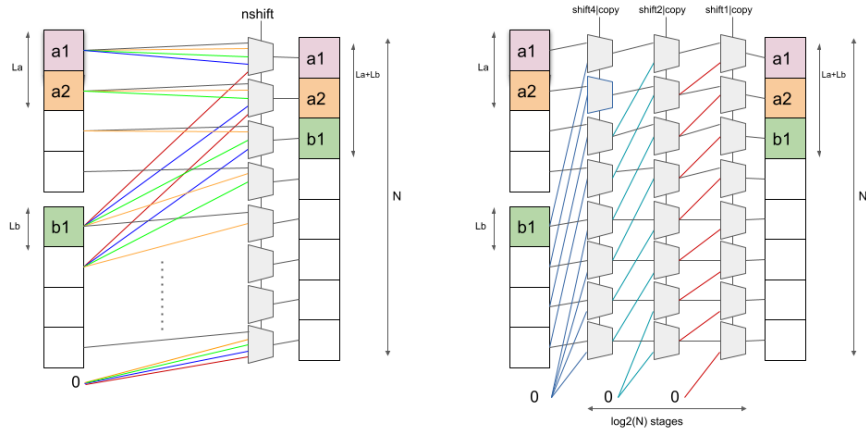 nshift
a1
a2
La
b1
Lb
0
a1
a2
b1
La+Lb
N
shift4|copy
shift2|copy
shift1|copy
a1
a2
La
b1
Lb
0
0
0
log2(N) stages
a1
a2
b1
La+Lb
N